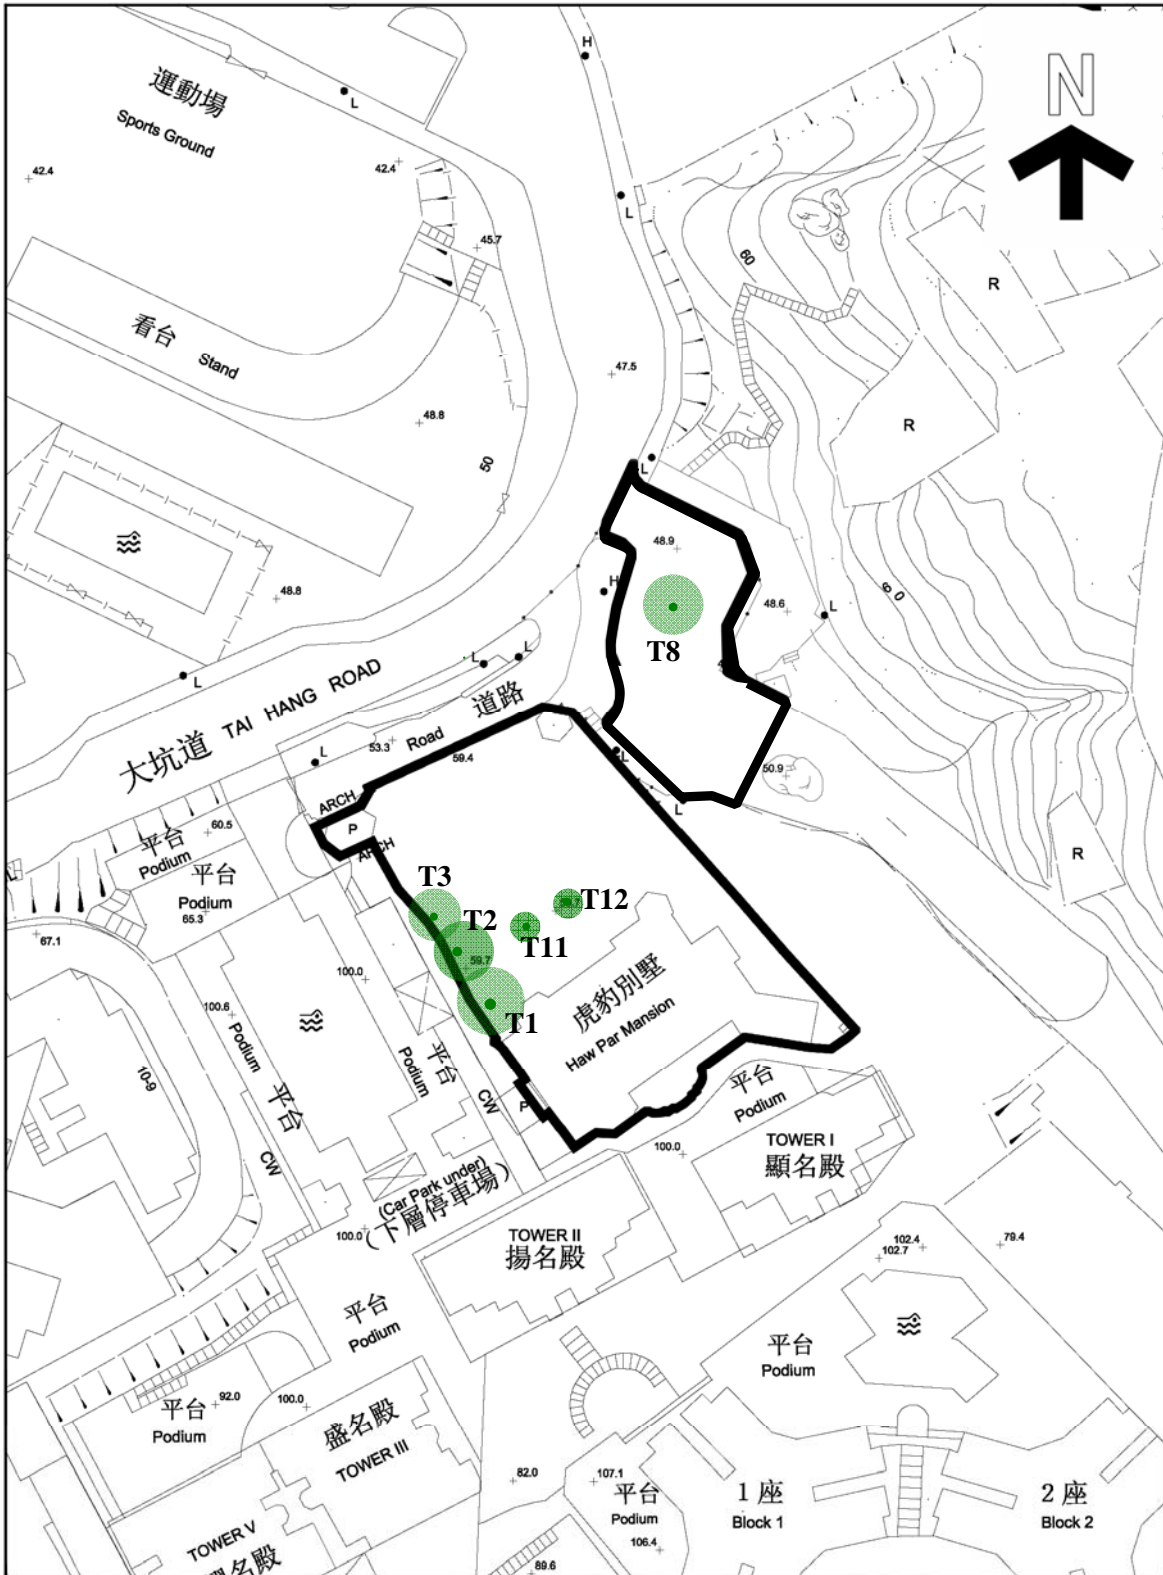 N
H
L
運動場
Sports Ground
42.4
42.4
L
45.7
60
R
看台 Stand
47.5
48.8
R
50
L
48.9
48.8
H
60
48.6
L
T8
L
L
L
大坑道 TAI HANG ROAD
道路
Road
53.3
59.4
L
L
50.9
L
ARCH
P
ARCH
60.5
平台
Podium
平台
Podium
65.3
R
T3
T12
T2
T11
67.1
59.7
100.0
T1
虎豹別墅
Haw Par Mansion
100.6
Podium
平台
Podium
平台
10-9
CW
P
平台
Podium
CW
100.0
TOWER I
顯名殿
(Car Park under)
(下層停車場)
100.0
TOWER II
揚名殿
102.4
102.7
79.4
平台
Podium
平台
Podium
92.0
100.0
平台
Podium
盛名殿
TOWER III
82.0
107.1
平台
Podium
106.4
1 座
Block 1
2 座
Block 2
TOWER V
名殿
89.6